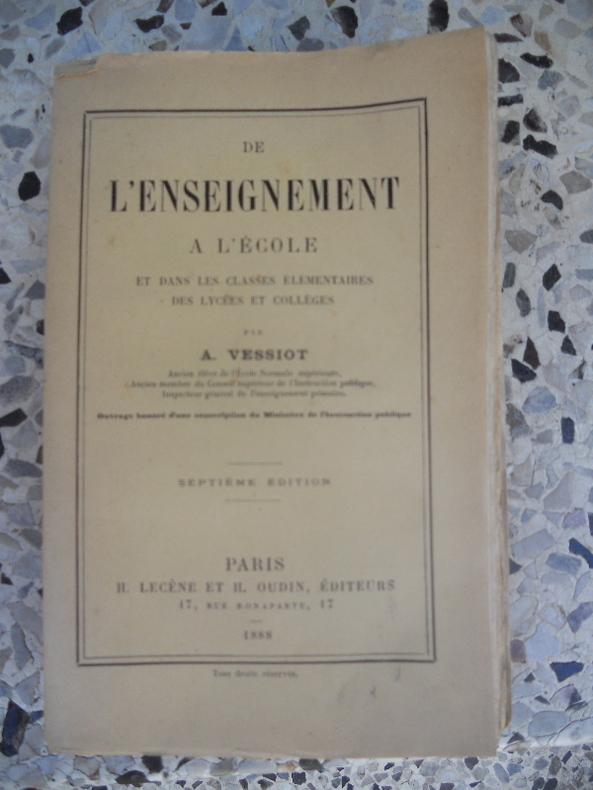 DE
L'ENSEIGNEMENT
A L'ÉCOLE
ET DANS LES CLASSES ÉLÉMENTAIRES
DES LYCÉES ET COLLÈGES
PAR
A. VESSIOT
Ancien élève de l'École Normale supérieure,
Ancien membre du Conseil supérieur de l'Instruction publique,
Inspecteur général de l'enseignement primaire.
Ouvrage honoré d'une souscription du Ministère de l'Instruction publique
SEPTIÈME ÉDITION
PARIS
H. LECÈNE ET H. OUDIN, ÉDITEURS
17, RUE BONAPARTE, 17
1888
Tous droits réservés.